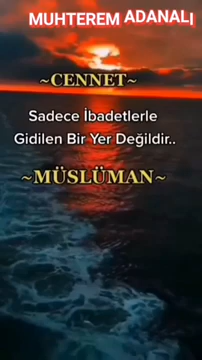 MUHTEREM ADANALI
~CENNET~
Sadece İbadetlerle
Gidilen Bir Yer Değildir..
~MÜSLÜMAN~